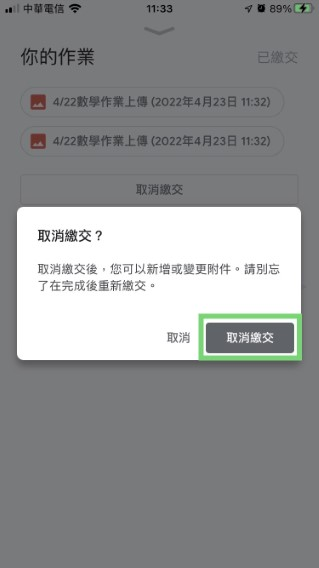 中華電信 11:33 89%
你的作業 已繳交
4/22數學作業上傳 (2022年4月23日 11:32)
4/22數學作業上傳 (2022年4月23日 11:32)
取消繳交
取消繳交？
取消繳交後，您可以新增或變更附件。請別忘
了在完成後重新繳交。
取消 取消繳交